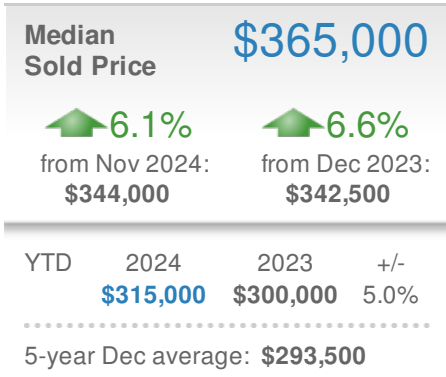 Median
Sold Price
$365,000
6.1%
6.6%
from Nov 2024:
from Dec 2023:
$344,000
$342,500
YTD 2024 2023 +/-
$315,000 $300,000 5.0%
5-year Dec average: $293,500